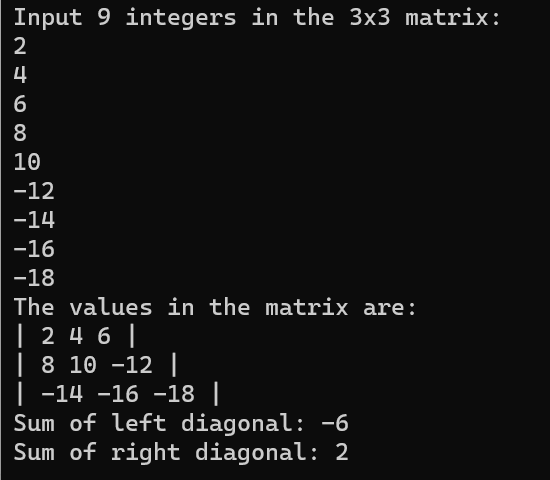 Input 9 integers in the 3x3 matrix:
2
4
6
8
10
-12
-14
-16
-18
The values in the matrix are:
| 2 4 6 |
| 8 10 -12 |
| -14 -16 -18 |
Sum of left diagonal: -6
Sum of right diagonal: 2